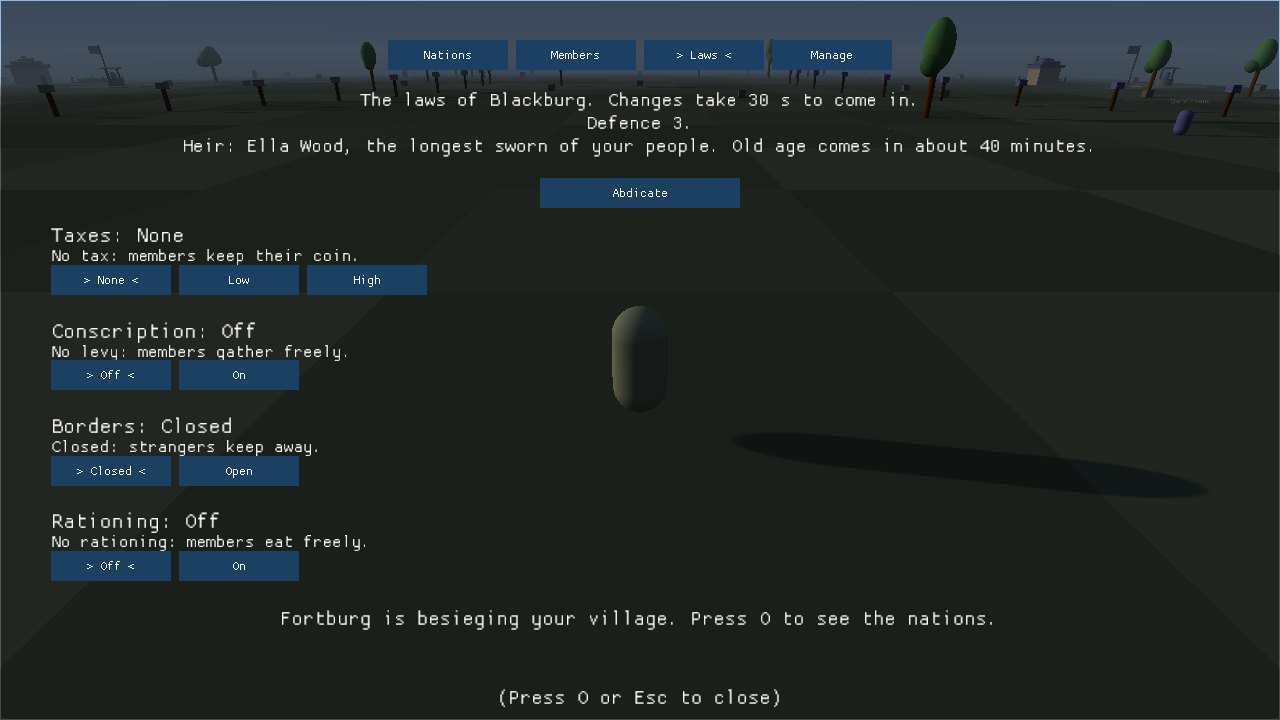 Nations Members > Laws < Manage
The laws of Blackburg. Changes take 30 s to come in.
Defence 3.
Heir: Ella Wood, the longest sworn of your people. Old age comes in about 40 minutes.
Abdicate
Taxes: None
No tax: members keep their coin.
> None < Low High
Conscription: Off
No levy: members gather freely.
> Off < On
Borders: Closed
Closed: strangers keep away.
> Closed < Open
Rationing: Off
No rationing: members eat freely.
> Off < On
Fortburg is besieging your village. Press O to see the nations.
(Press O or Esc to close)